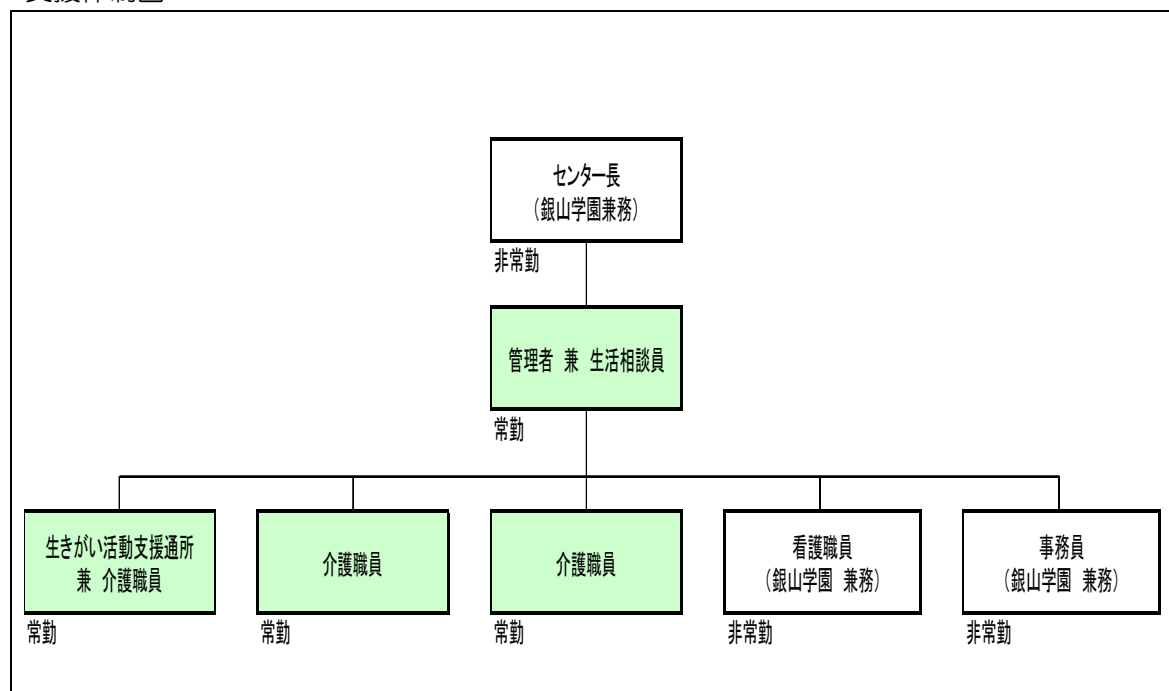 センター長
（銀山学園兼務）
非常勤
管理者 兼 生活相談員
常勤
生きがい活動支援通所
兼 介護職員
常勤
介護職員
常勤
介護職員
常勤
看護職員
（銀山学園 兼務）
非常勤
事務員
（銀山学園 兼務）
非常勤